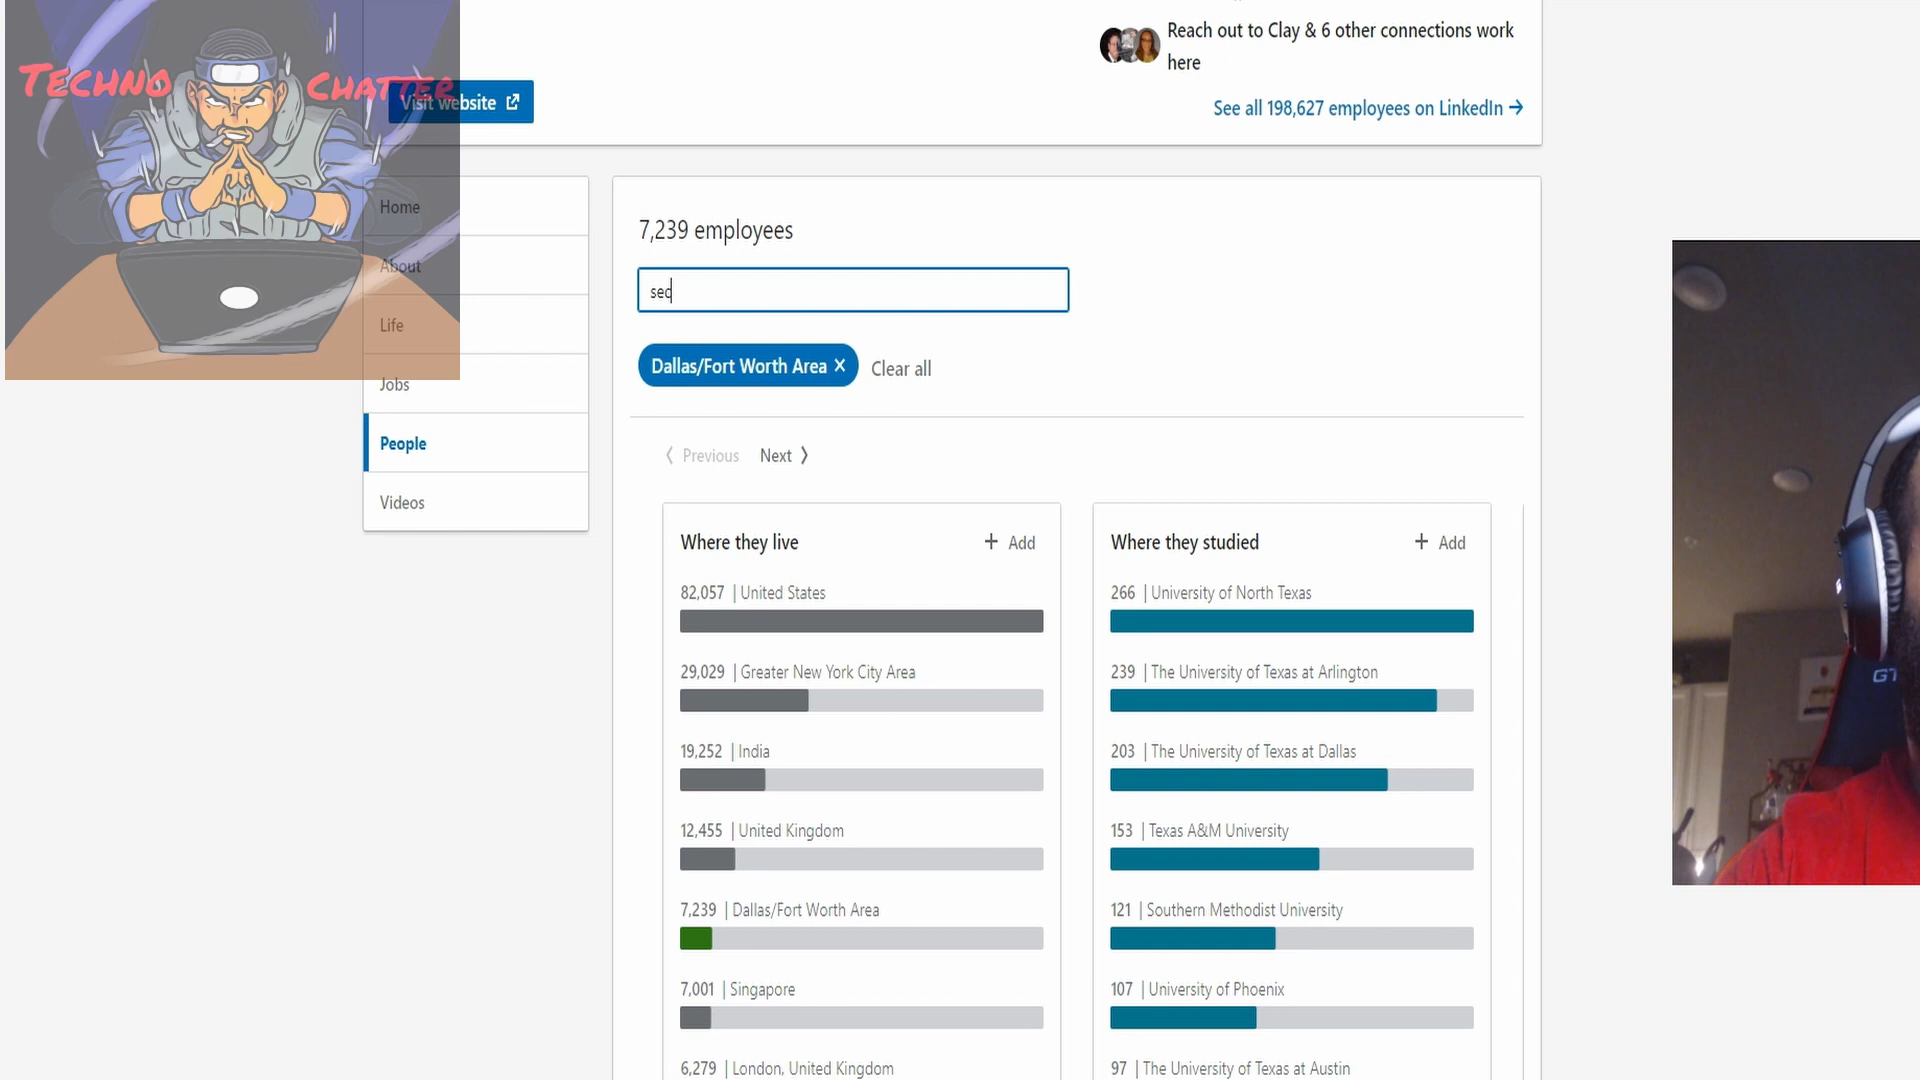 Reach out to Clay & 6 other connections work
here
TECHNO CHATTER
Visit website
See all 198,627 employees on LinkedIn →
Home
About
Life
Jobs
People
Videos
7,239 employees
sec
Dallas/Fort Worth Area × Clear all
Previous Next
Where they live + Add
82,057 | United States
29,029 | Greater New York City Area
19,252 | India
12,455 | United Kingdom
7,239 | Dallas/Fort Worth Area
7,001 | Singapore
6,279 | London, United Kingdom
Where they studied + Add
266 | University of North Texas
239 | The University of Texas at Arlington
203 | The University of Texas at Dallas
153 | Texas A&M University
121 | Southern Methodist University
107 | University of Phoenix
97 | The University of Texas at Austin
GT